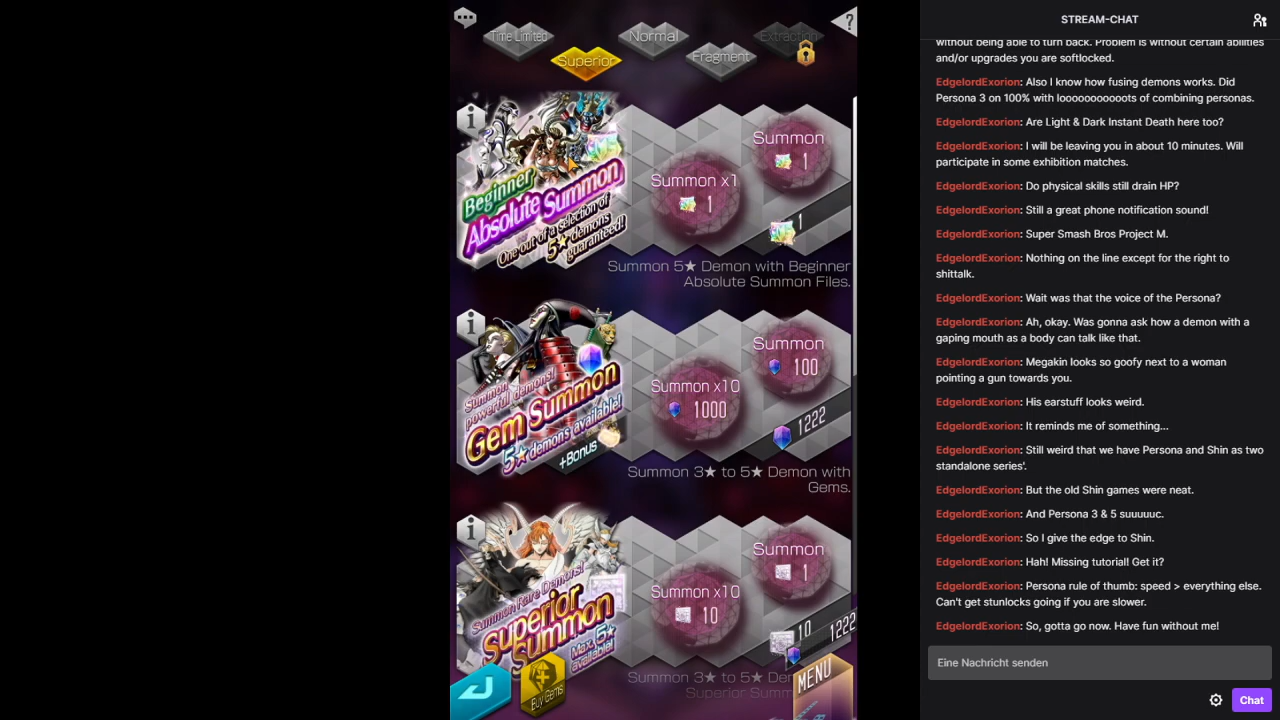 Time Limited
Superior
Normal
Fragment
Extraction
?
i
Beginner
Absolute Summon
One out of a selection of
5★ demons
guaranteed!
Summon x1
1
Summon
1
1
Summon 5★ Demon with Beginner
Absolute Summon Files.
i
Summon
powerful demons!
Gem Summon
5★ demons available!
+Bonus
Summon x10
1000
Summon
100
1222
Summon 3★ to 5★ Demon with
Gems.
i
Summon Rare Demons!
Superior
Summon
Max. 5★
available!
Summon x10
10
Summon
1
10
1222
Summon 3★ to 5★
Superior
Buy Gems
MENU
STREAM-CHAT
without being able to turn back. Problem is without certain abilities
and/or upgrades you are softlocked.
EdgelordExorion: Also I know how fusing demons works. Did
Persona 3 on 100% with looooooooooots of combining personas.
EdgelordExorion: Are Light & Dark Instant Death here too?
EdgelordExorion: I will be leaving you in about 10 minutes. Will
participate in some exhibition matches.
EdgelordExorion: Do physical skills still drain HP?
EdgelordExorion: Still a great phone notification sound!
EdgelordExorion: Super Smash Bros Project M.
EdgelordExorion: Nothing on the line except for the right to
shittalk.
EdgelordExorion: Wait was that the voice of the Persona?
EdgelordExorion: Ah, okay. Was gonna ask how a demon with a
gaping mouth as a body can talk like that.
EdgelordExorion: Megakin looks so goofy next to a woman
pointing a gun towards you.
EdgelordExorion: His earstuff looks weird.
EdgelordExorion: It reminds me of something...
EdgelordExorion: Still weird that we have Persona and Shin as two
standalone series'.
EdgelordExorion: But the old Shin games were neat.
EdgelordExorion: And Persona 3 & 5 suuuuuc.
EdgelordExorion: So I give the edge to Shin.
EdgelordExorion: Hah! Missing tutorial! Get it?
EdgelordExorion: Persona rule of thumb: speed > everything else.
Can't get stunlocks going if you are slower.
EdgelordExorion: So, gotta go now. Have fun without me!
Eine Nachricht senden
Chat